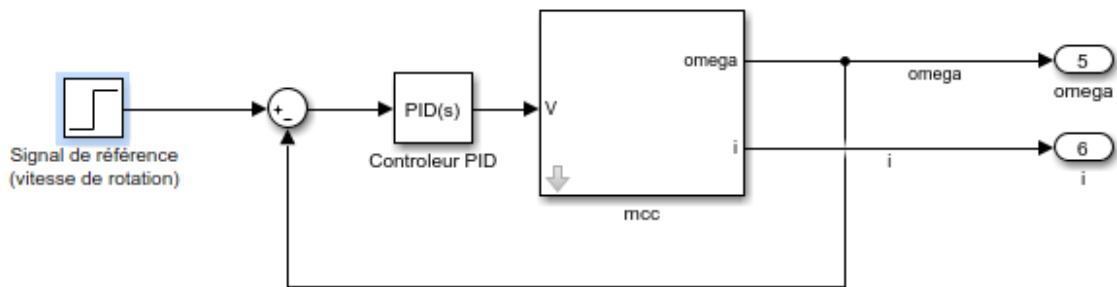 omega
5
omega
omega
PID(s)
V
Signal de référence
(vitesse de rotation)
Controleur PID
i
6
i
i
mcc